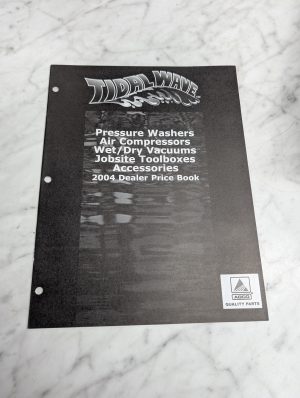 TIDAL WAVE
Pressure Washers
Air Compressors
Wet/Dry Vacuums
Jobsite Toolboxes
Accessories
2004 Dealer Price Book
AGCO
QUALITY PARTS